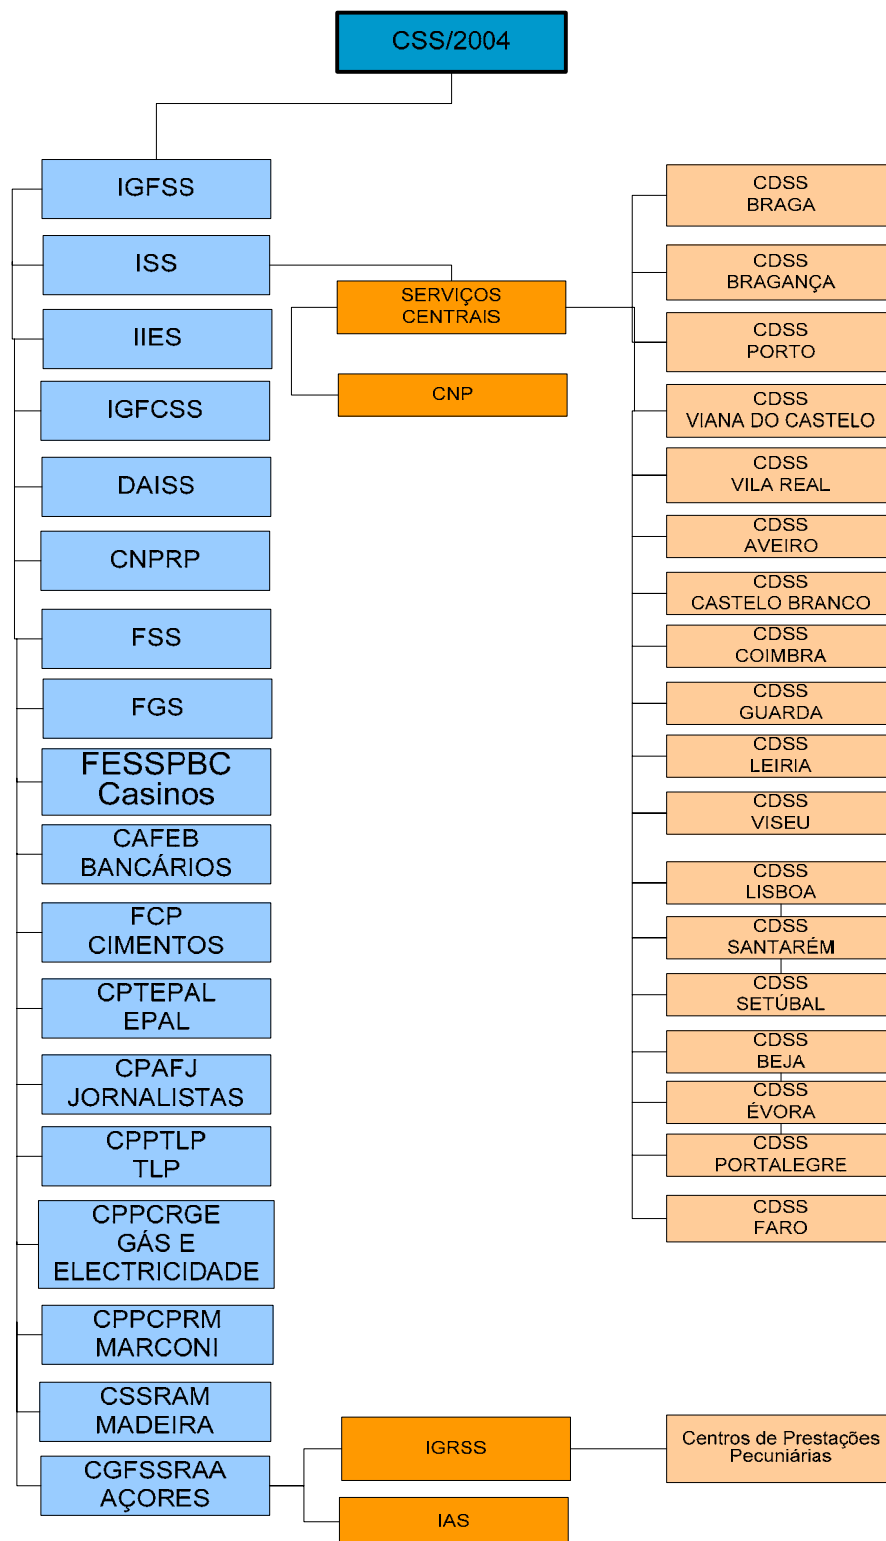 CSS/2004
IGFSS
ISS
IIES
IGFCSS
DAISS
CNPRP
FSS
FGS
FESSPBC
Casinos
CAFEB
BANCÁRIOS
FCP
CIMENTOS
CPTEPAL
EPAL
CPAFJ
JORNALISTAS
CPPTLP
TLP
CPPCRGE
GÁS E
ELECTRICIDADE
CPPCPRM
MARCONI
CSSRAM
MADEIRA
CGFSSRAA
AÇORES
SERVIÇOS
CENTRAIS
CNP
IGRSS
IAS
CDSS
BRAGA
CDSS
BRAGANÇA
CDSS
PORTO
CDSS
VIANA DO CASTELO
CDSS
VILA REAL
CDSS
AVEIRO
CDSS
CASTELO BRANCO
CDSS
COIMBRA
CDSS
GUARDA
CDSS
LEIRIA
CDSS
VISEU
CDSS
LISBOA
CDSS
SANTARÉM
CDSS
SETÚBAL
CDSS
BEJA
CDSS
ÉVORA
CDSS
PORTALEGRE
CDSS
FARO
Centros de Prestações
Pecuniárias